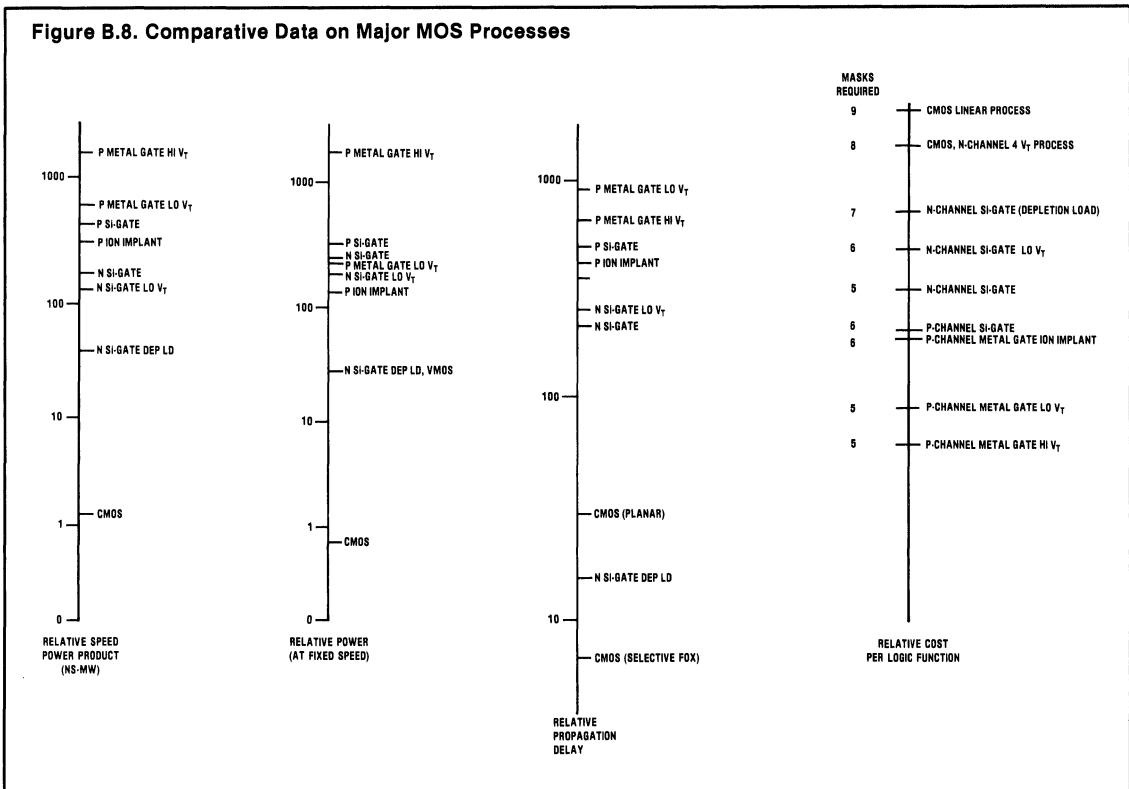 Figure B.8. Comparative Data on Major MOS Processes
P METAL GATE HI VT
1000
P METAL GATE LO VT
P SI-GATE
P ION IMPLANT
N SI-GATE
N SI-GATE LO VT
100
N SI-GATE DEP LD
10
CMOS
1
0
RELATIVE SPEED
POWER PRODUCT
(NS-MW)
P METAL GATE HI VT
1000
P SI-GATE
N SI-GATE
P METAL GATE LO VT
N SI-GATE LO VT
P ION IMPLANT
100
N SI-GATE DEP LD, VMOS
10
1
CMOS
0
RELATIVE POWER
(AT FIXED SPEED)
1000
P METAL GATE LO VT
P METAL GATE HI VT
P SI-GATE
P ION IMPLANT
N SI-GATE LO VT
N SI-GATE
100
CMOS (PLANAR)
N SI-GATE DEP LD
10
CMOS (SELECTIVE FOX)
RELATIVE
PROPAGATION
DELAY
MASKS
REQUIRED
9 CMOS LINEAR PROCESS
8 CMOS, N-CHANNEL 4 VT PROCESS
7 N-CHANNEL SI-GATE (DEPLETION LOAD)
6 N-CHANNEL SI-GATE LO VT
5 N-CHANNEL SI-GATE
6 P-CHANNEL SI-GATE
6 P-CHANNEL METAL GATE ION IMPLANT
5 P-CHANNEL METAL GATE LO VT
5 P-CHANNEL METAL GATE HI VT
RELATIVE COST
PER LOGIC FUNCTION